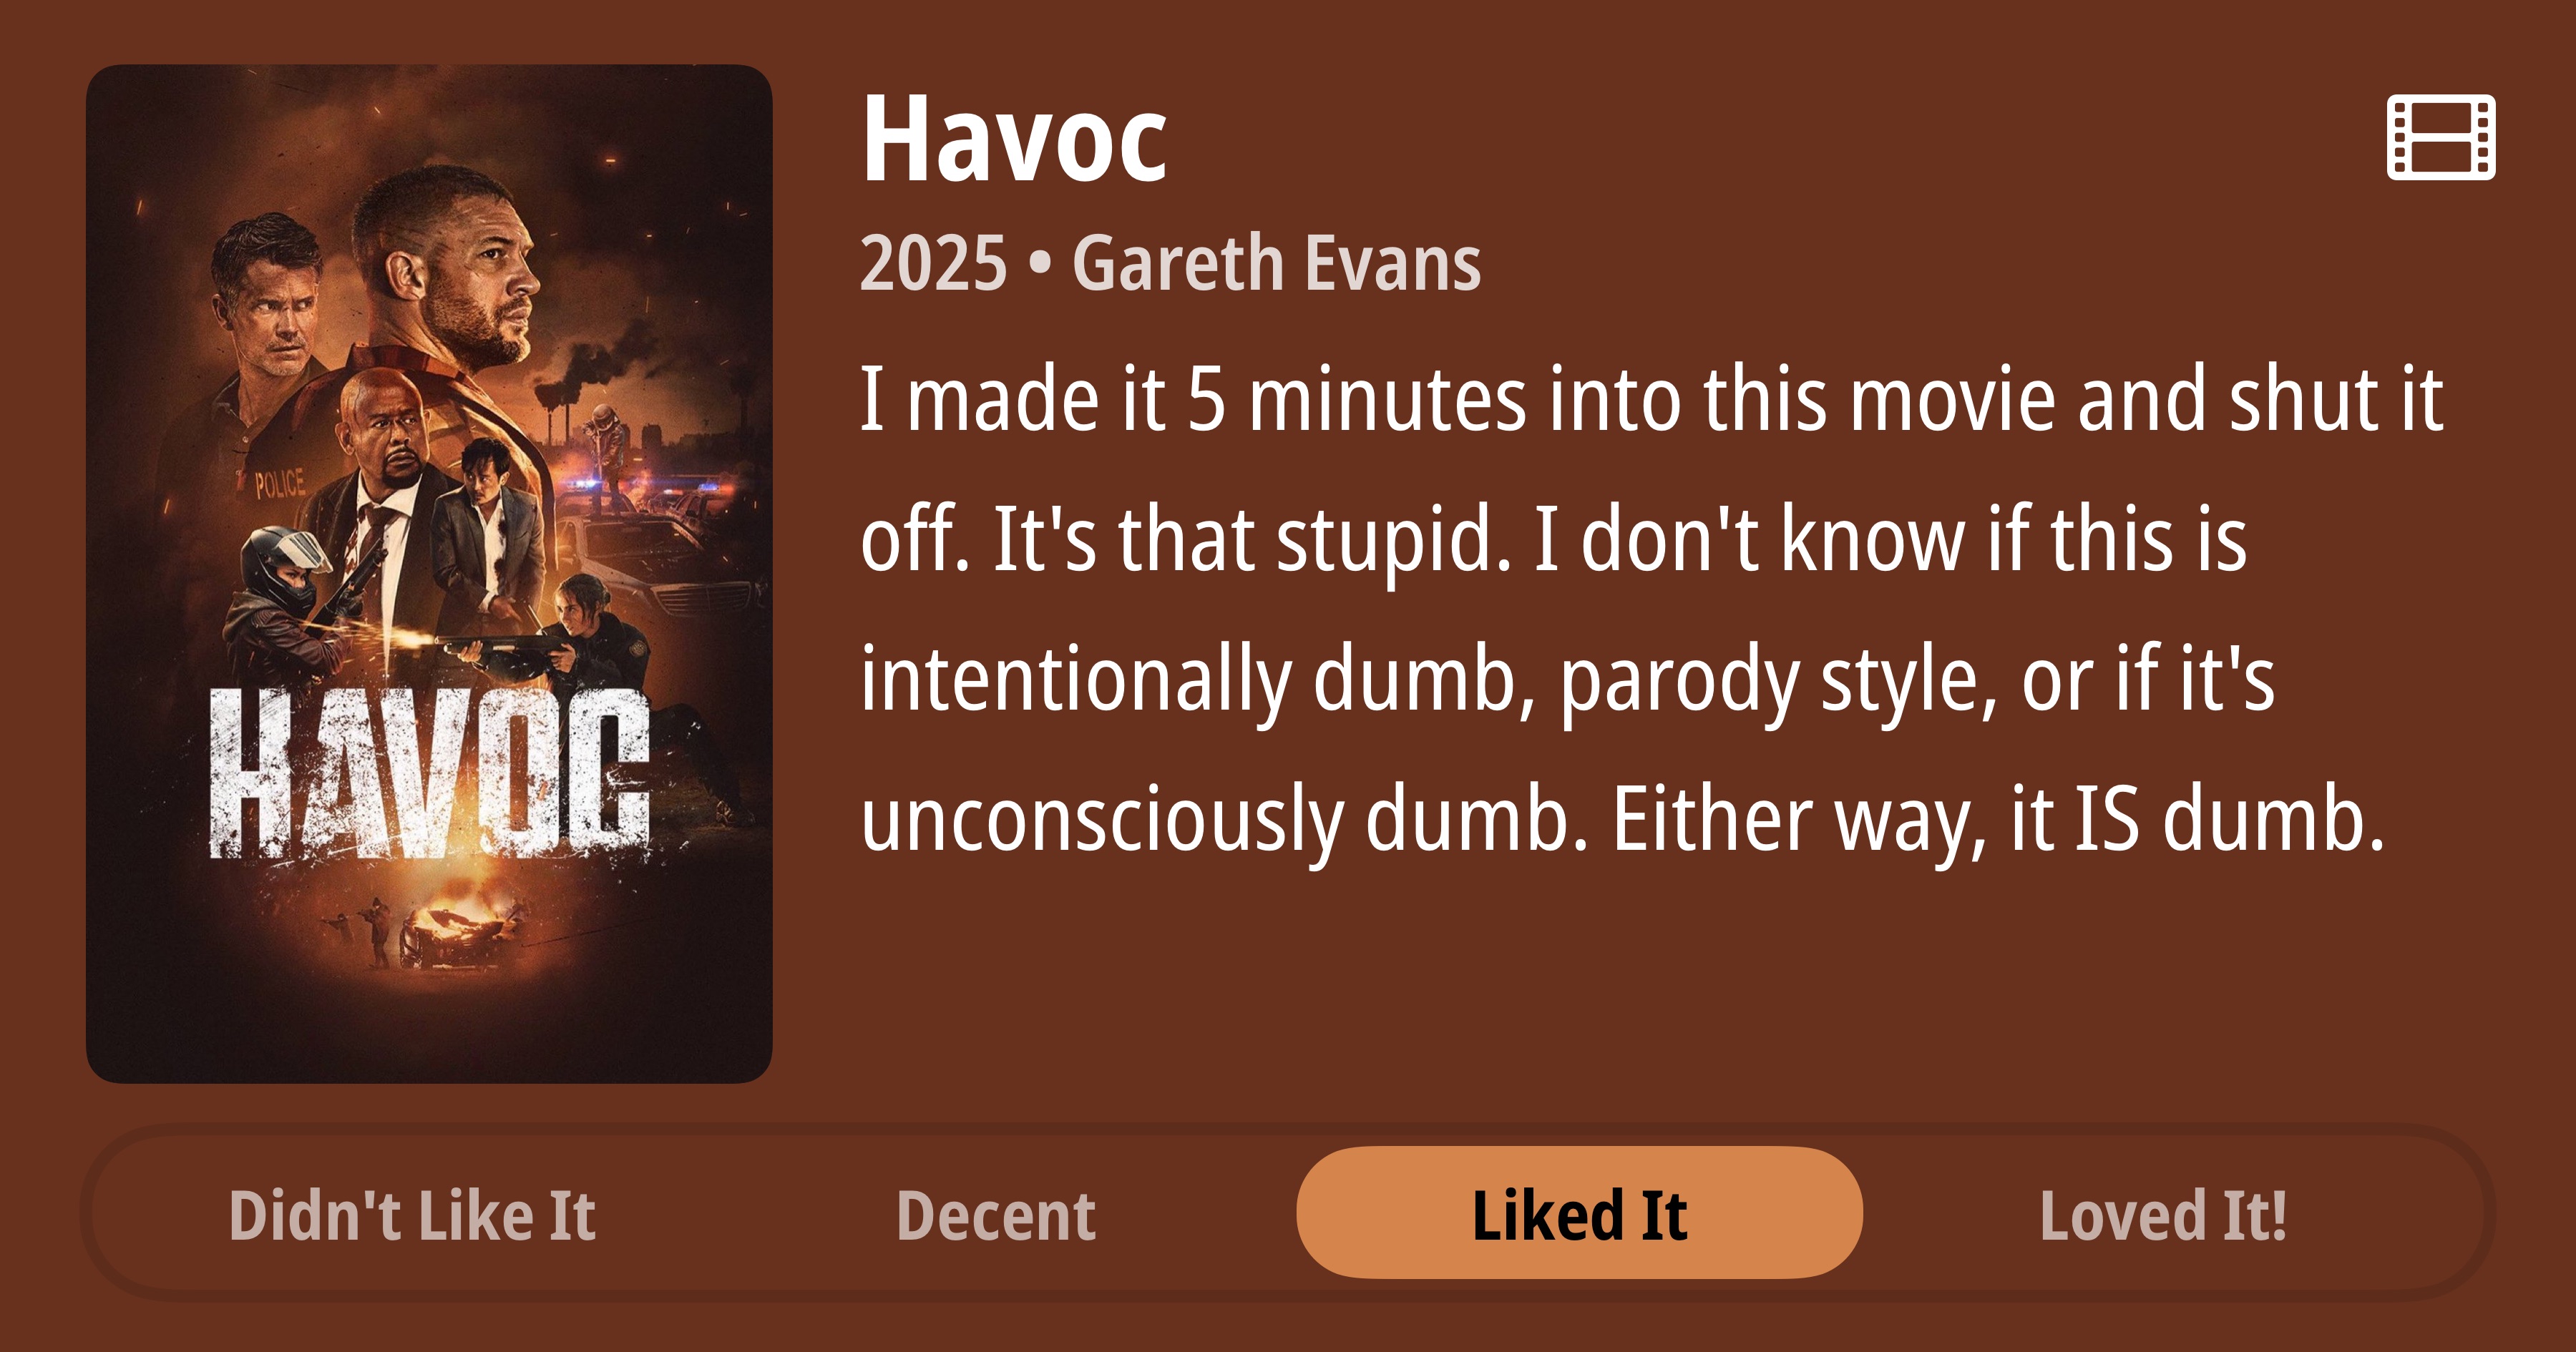 Havoc
2025 • Gareth Evans
I made it 5 minutes into this movie and shut it
off. It's that stupid. I don't know if this is
intentionally dumb, parody style, or if it's
unconsciously dumb. Either way, it IS dumb.
POLICE
HAVOC
Didn't Like It
Decent
Liked It
Loved It!